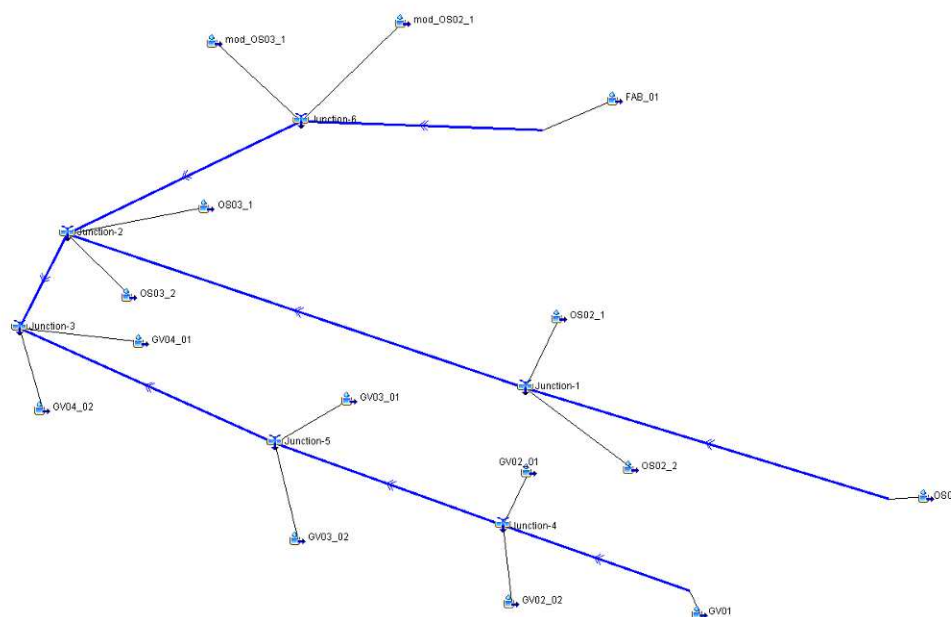 mod_OS02_1
mod_OS03_1
FAB_01
Junction-6
OS03_1
Junction-2
OS03_2
OS02_1
Junction-3
GV04_01
Junction-1
GV03_01
GV04_02
Junction-5
GV02_01
OS02_2
OS0
Junction-4
GV03_02
GV02_02
GV01